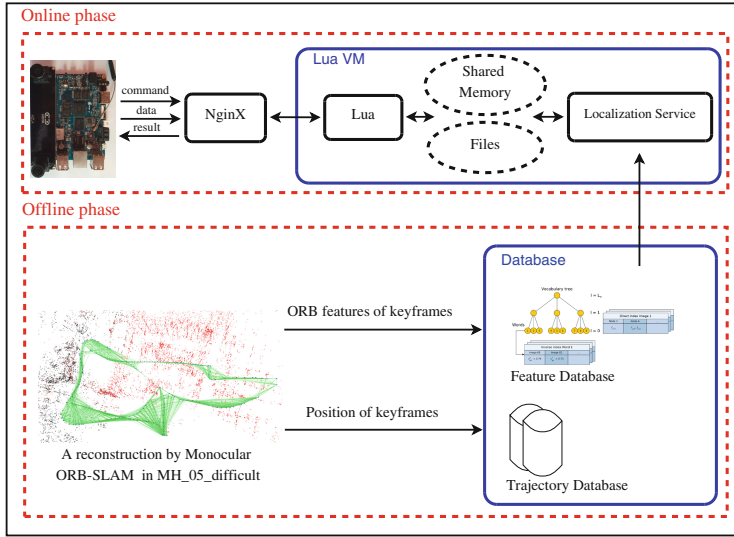 Online phase
Lua VM
command
data
result
NginX
Lua
Shared
Memory
Files
Localization Service
Offline phase
Database
ORB features of keyframes
Position of keyframes
Vocabulary tree
Words
Feature Database
Trajectory Database
A reconstruction by Monocular
ORB-SLAM in MH_05_difficult